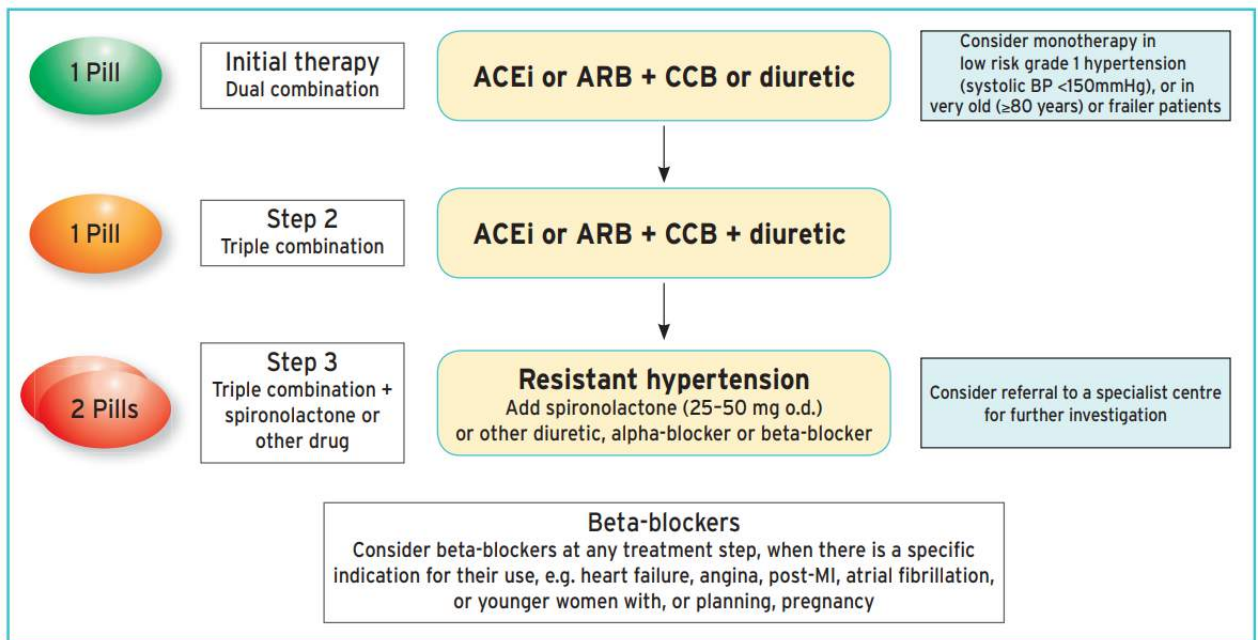 1 Pill
Initial therapy
Dual combination
ACEi or ARB + CCB or diuretic
Consider monotherapy in
low risk grade 1 hypertension
(systolic BP <150mmHg), or in
very old (≥80 years) or frailer patients
1 Pill
Step 2
Triple combination
ACEi or ARB + CCB + diuretic
2 Pills
Step 3
Triple combination +
spironolactone or
other drug
Resistant hypertension
Add spironolactone (25–50 mg o.d.)
or other diuretic, alpha-blocker or beta-blocker
Consider referral to a specialist centre
for further investigation
Beta-blockers
Consider beta-blockers at any treatment step, when there is a specific
indication for their use, e.g. heart failure, angina, post-MI, atrial fibrillation,
or younger women with, or planning, pregnancy